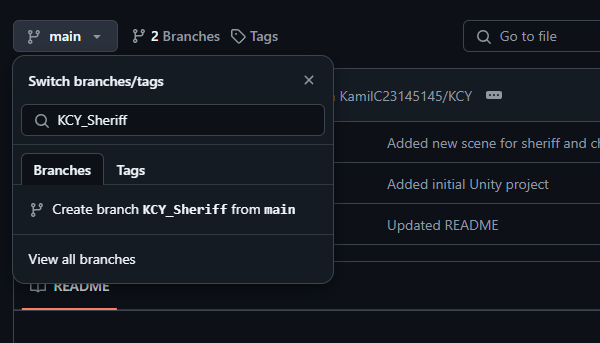 main
2 Branches
Tags
Go to file
Switch branches/tags
KamilC23145145/KCY
KCY_Sheriff
Added new scene for sheriff and
Branches
Tags
Added initial Unity project
Create branch KCY_Sheriff from main
Updated README
View all branches
README